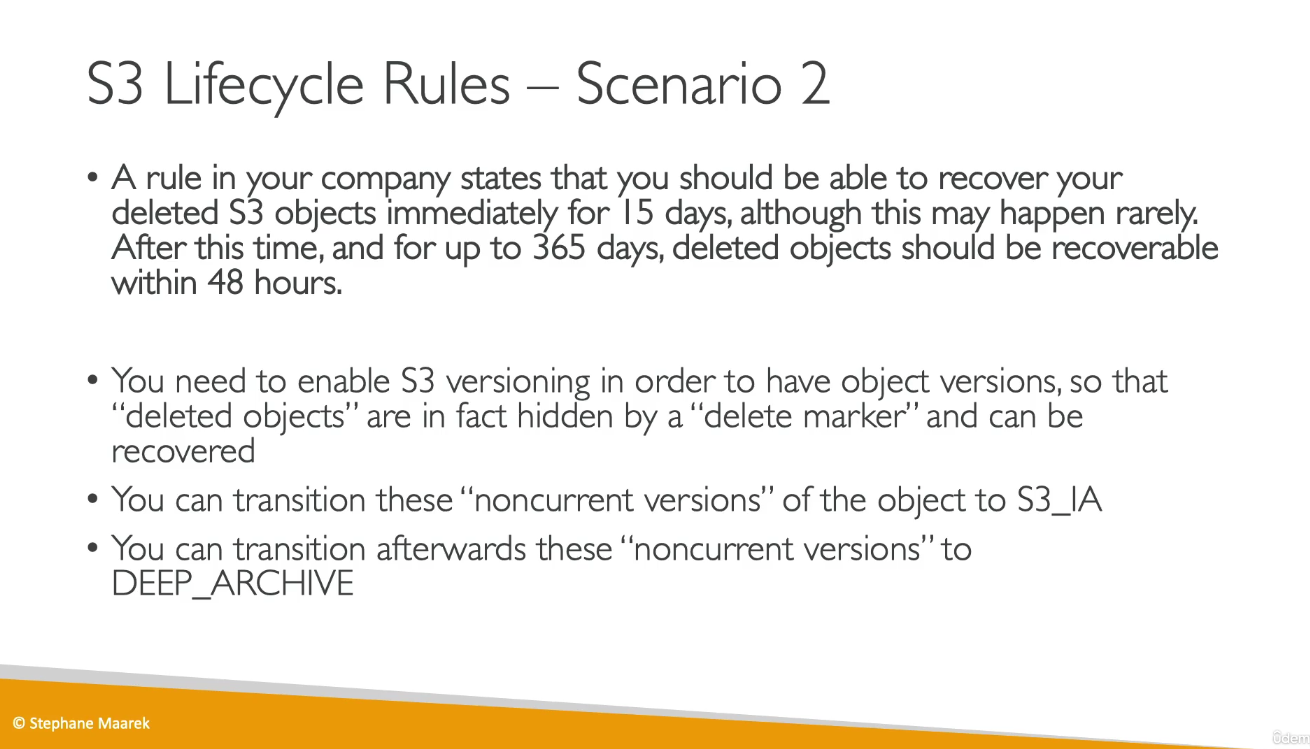 S3 Lifecycle Rules – Scenario 2
• A rule in your company states that you should be able to recover your
deleted S3 objects immediately for 15 days, although this may happen rarely.
After this time, and for up to 365 days, deleted objects should be recoverable
within 48 hours.
• You need to enable S3 versioning in order to have object versions, so that
“deleted objects” are in fact hidden by a “delete marker” and can be
recovered
• You can transition these “noncurrent versions” of the object to S3_IA
• You can transition afterwards these “noncurrent versions” to
DEEP_ARCHIVE
© Stephane Maarek
ûdem